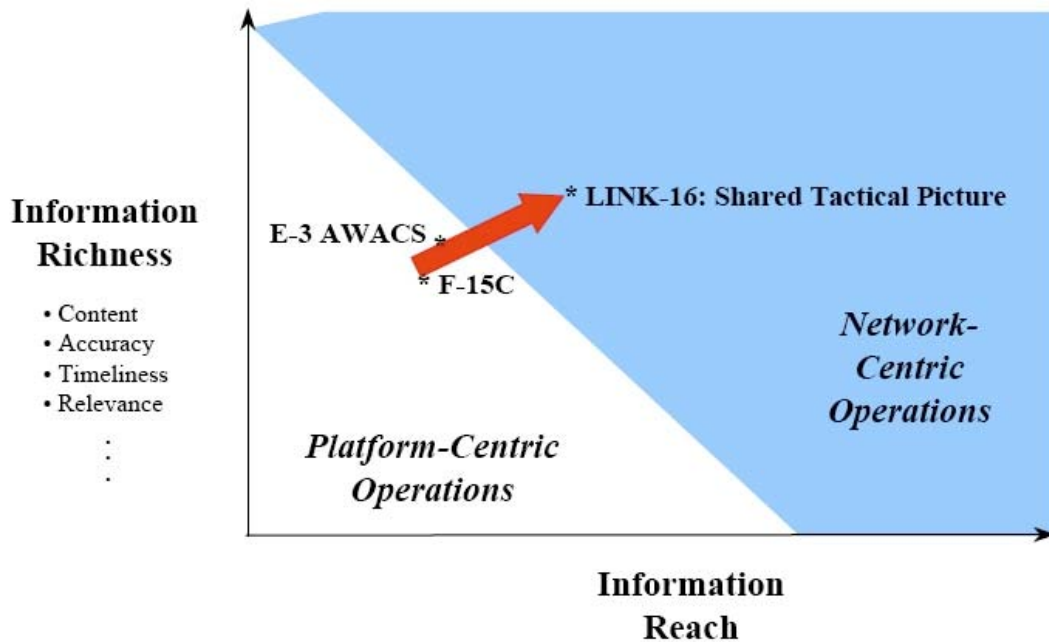 * LINK-16: Shared Tactical Picture
Information
Richness
E-3 AWACS *
* F-15C
• Content
• Accuracy
• Timeliness
• Relevance
Network-
Centric
Operations
Platform-Centric
Operations
Information
Reach